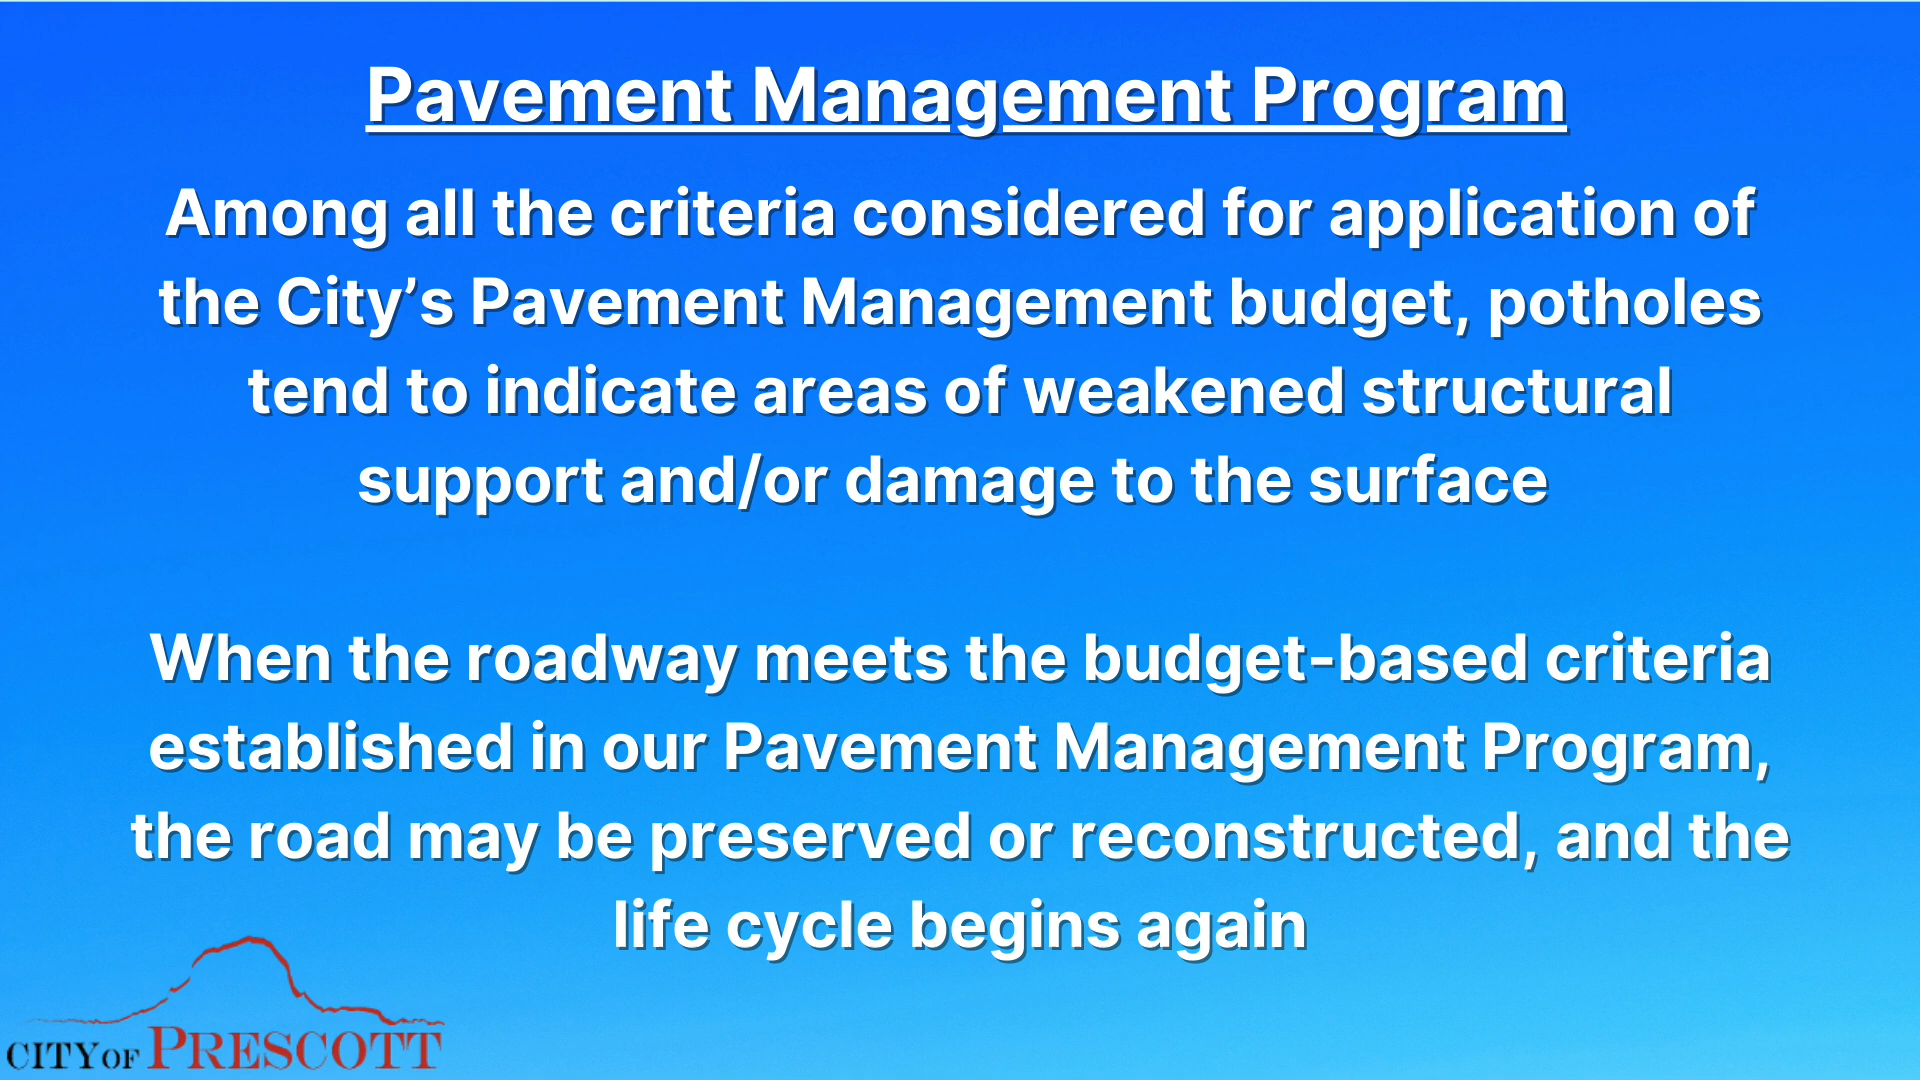 Pavement Management Program
Among all the criteria considered for application of
the City’s Pavement Management budget, potholes
tend to indicate areas of weakened structural
support and/or damage to the surface
When the roadway meets the budget-based criteria
established in our Pavement Management Program,
the road may be preserved or reconstructed, and the
life cycle begins again
CITY OF PRESCOTT